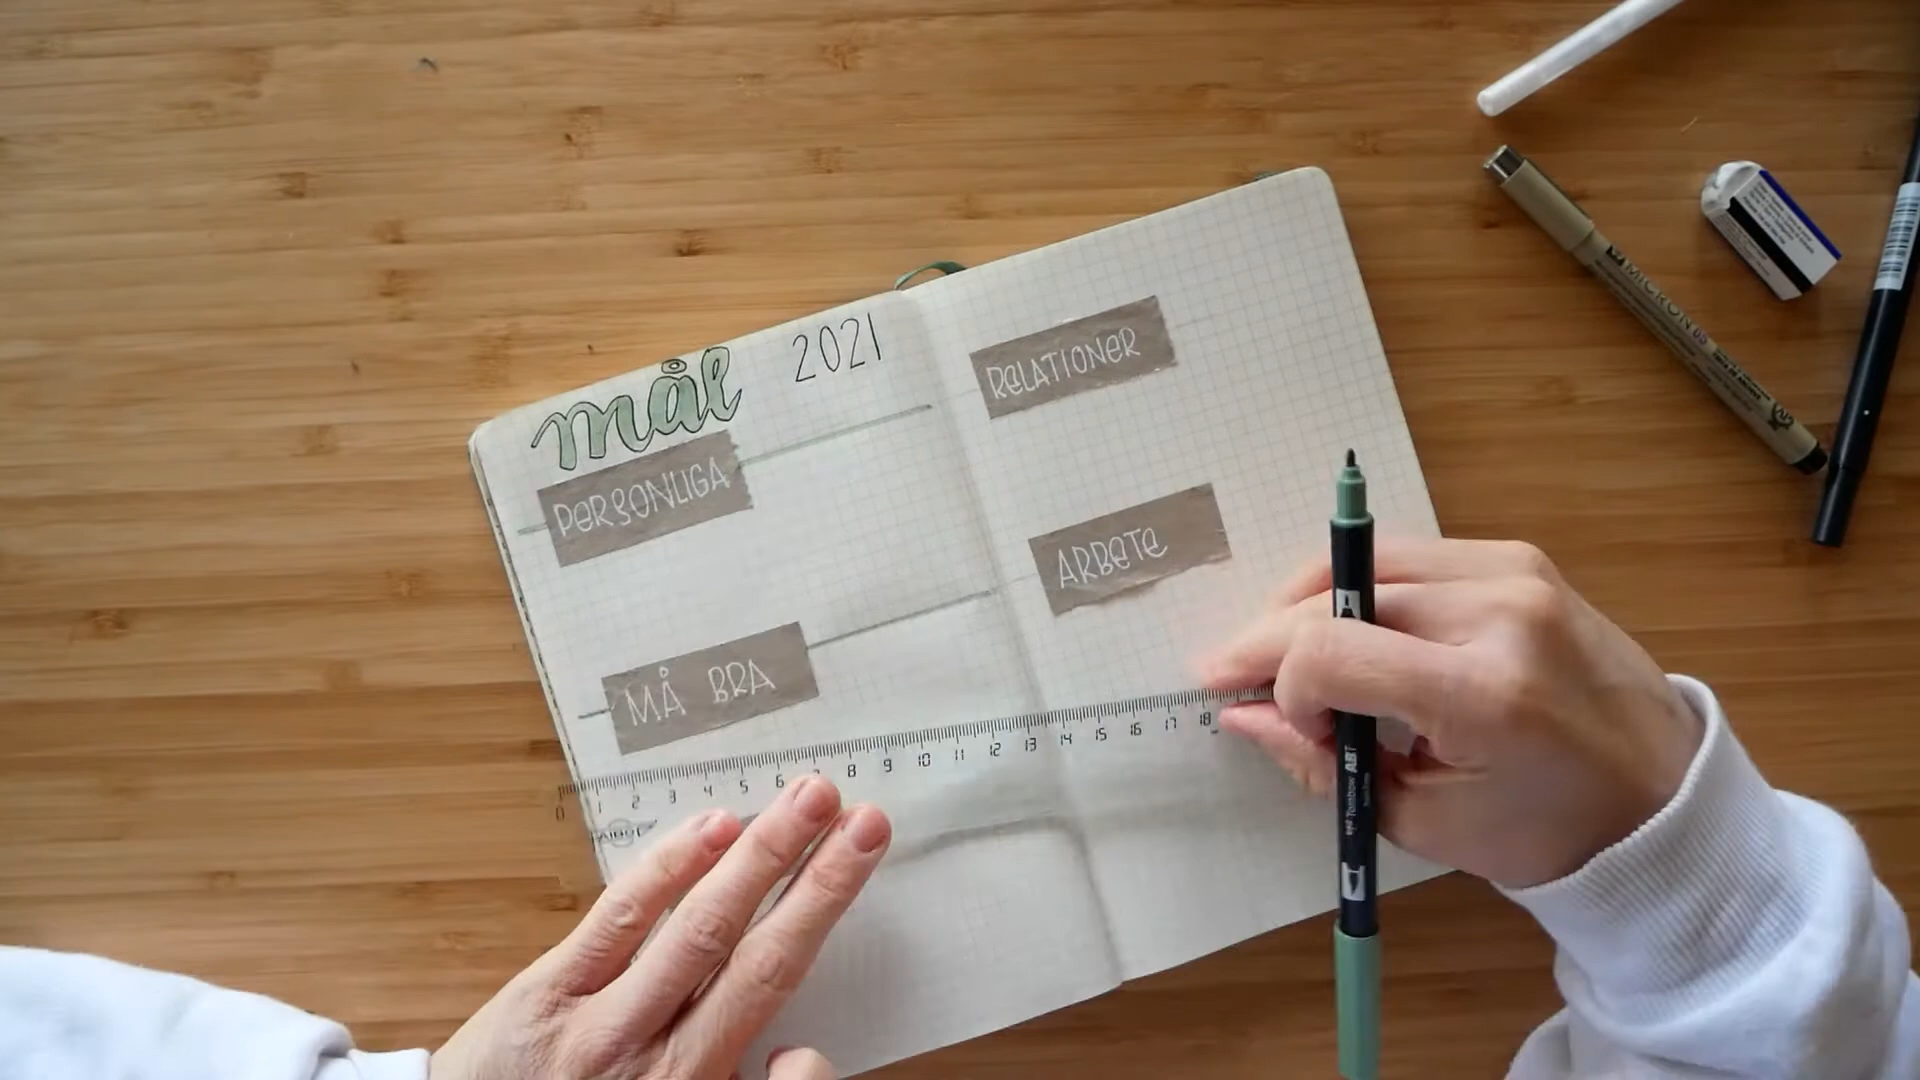 mål 2021
PERSONLIGA
MÅ BRA
RELATIONER
ARBETE
0 1 2 3 4 5 6 7 8 9 10 11 12 13 14 15 16 17 18
MICRON 05
Tombow ABT